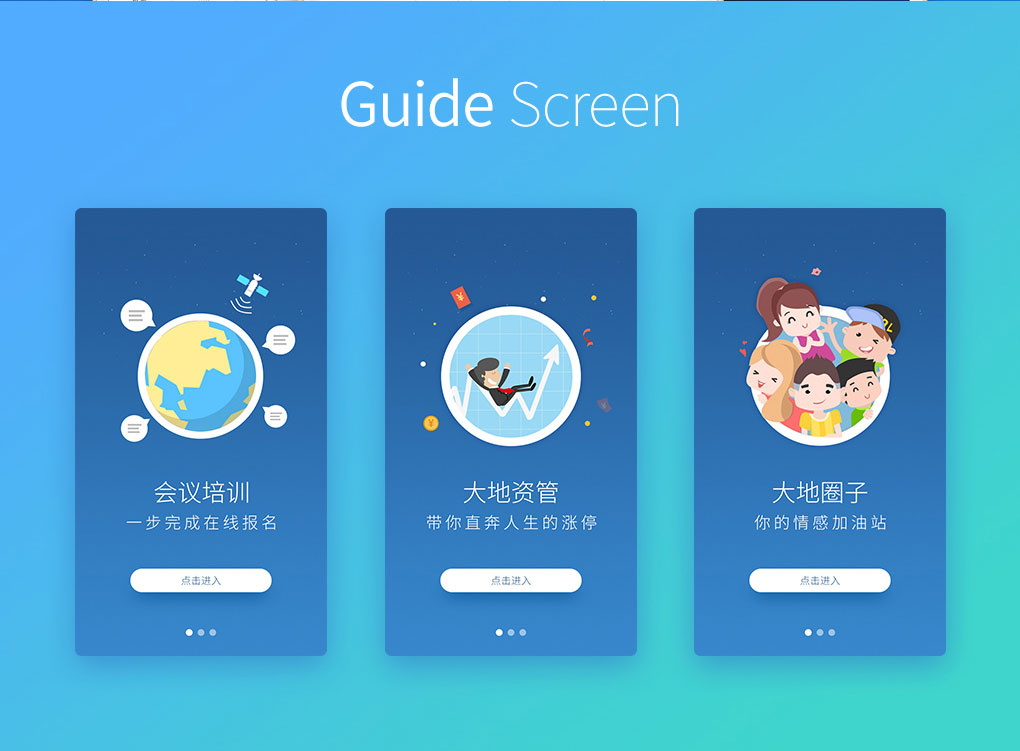 Guide Screen
会议培训
一步完成在线报名
点击进入
大地资管
带你直奔人生的涨停
点击进入
大地圈子
你的情感加油站
点击进入